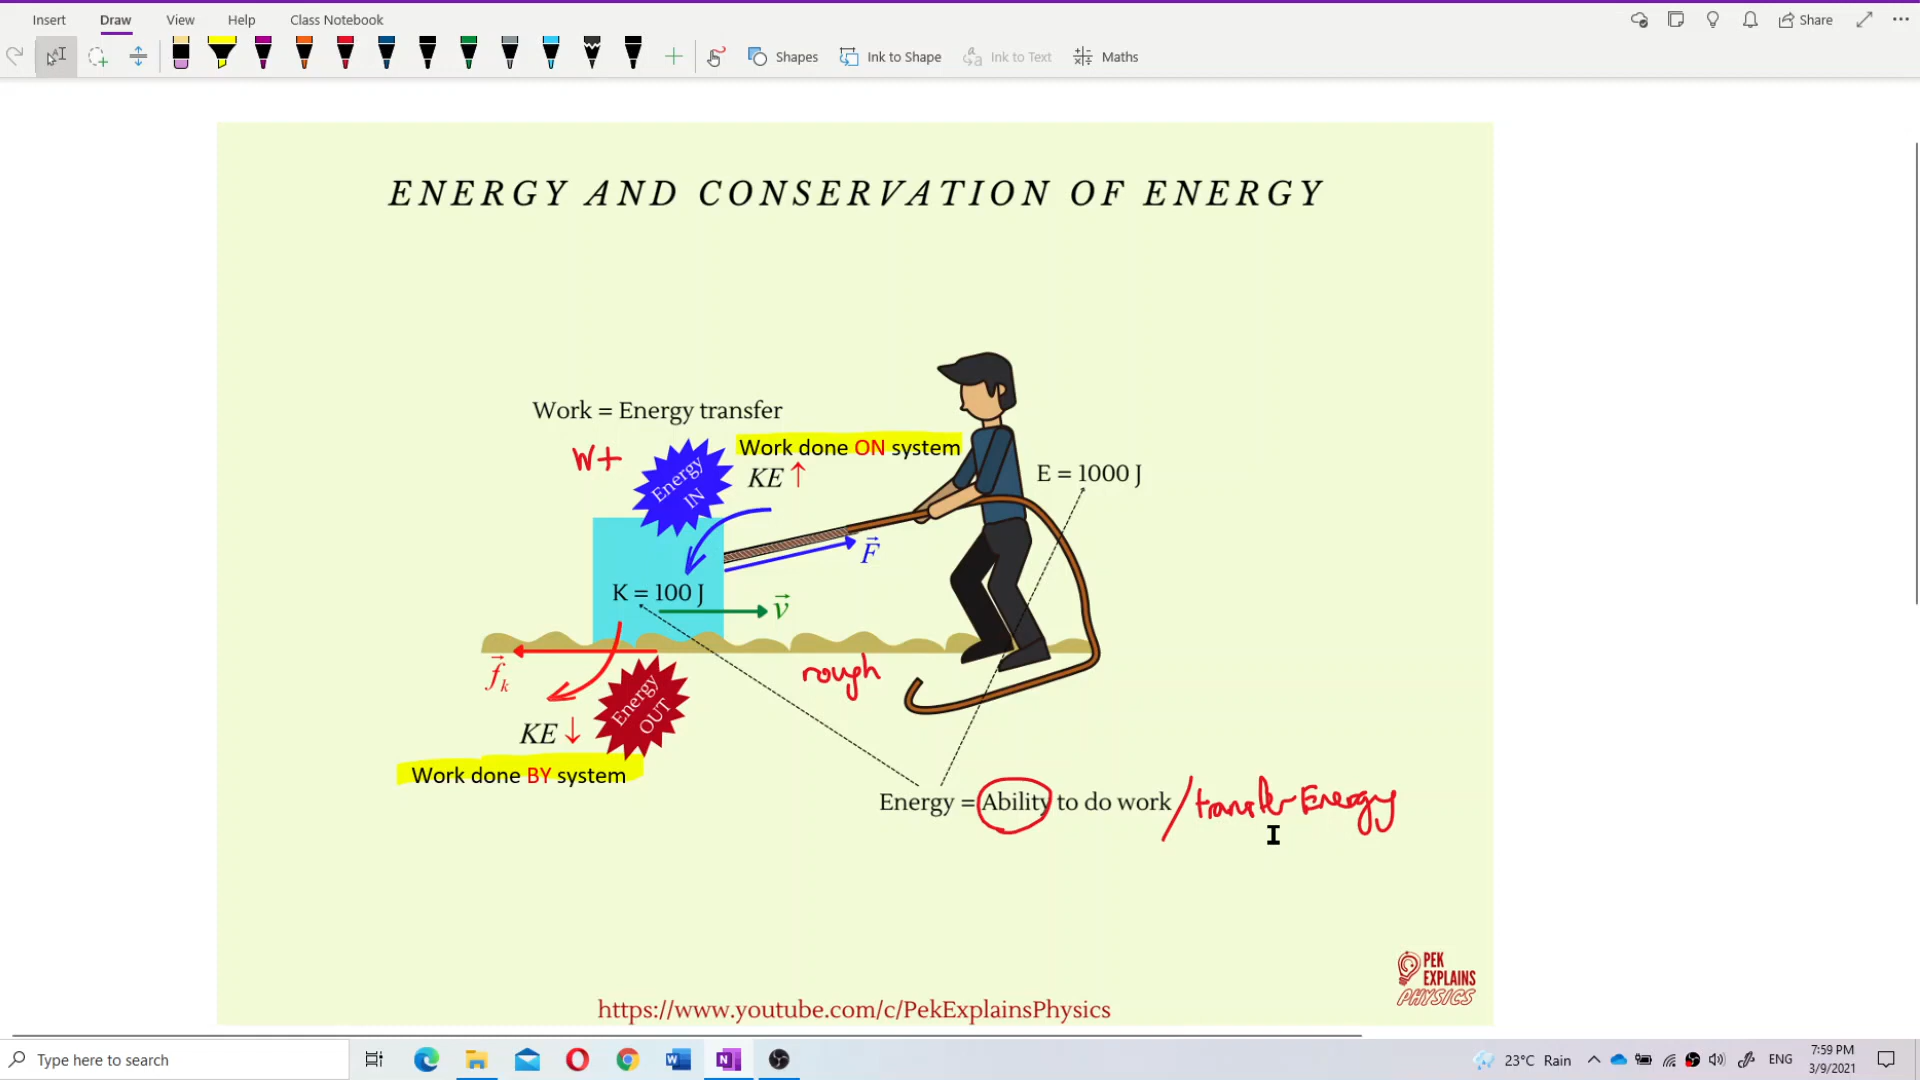 Insert Draw View Help Class Notebook Share
Shapes Ink to Shape Ink to Text Maths
ENERGY AND CONSERVATION OF ENERGY
Work = Energy transfer
W+
Energy IN
Work done ON system
KE ↑
E = 1000 J
F
K = 100 J
v
fk
rough
Energy OUT
KE ↓
Work done BY system
Energy = Ability to do work / transfer Energy
PEK
EXPLAINS
PHYSICS
https://www.youtube.com/c/PekExplainsPhysics
Type here to search
23°C Rain
ENG
7:59 PM
3/9/2021